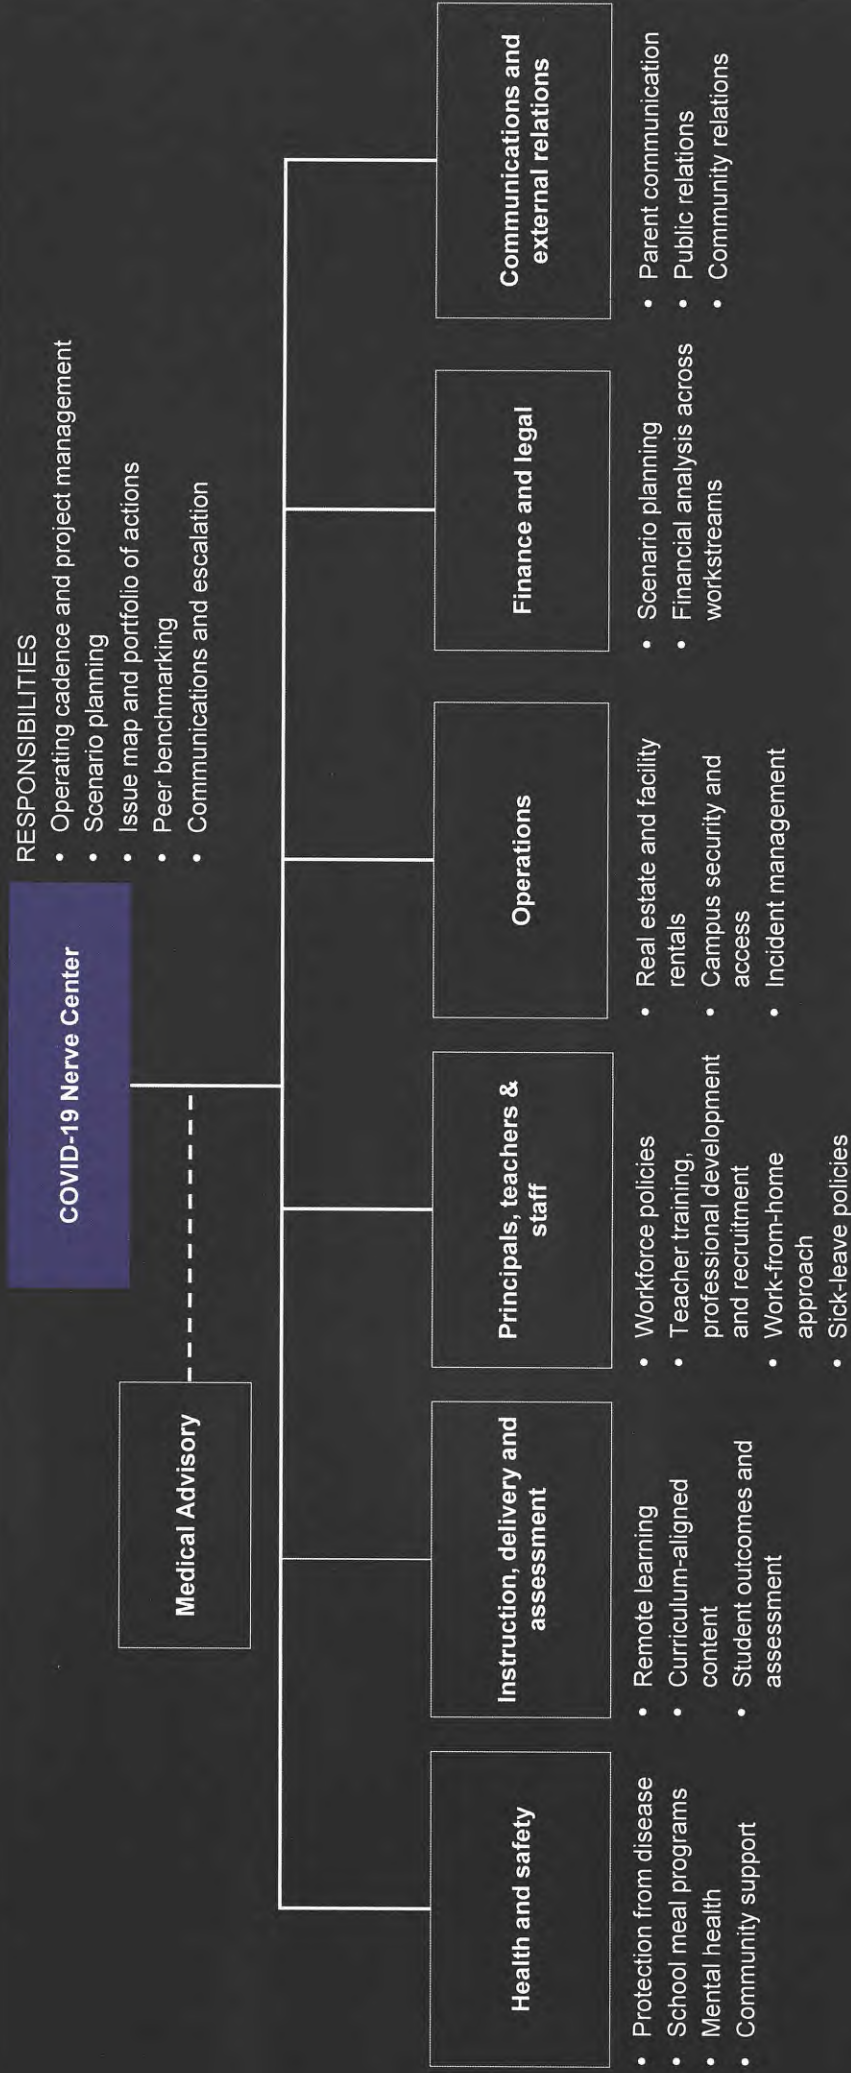 COVID-19 Nerve Center
RESPONSIBILITIES
• Operating cadence and project management
• Scenario planning
• Issue map and portfolio of actions
• Peer benchmarking
• Communications and escalation
Medical Advisory
Health and safety
• Protection from disease
• School meal programs
• Mental health
• Community support
Instruction, delivery and
assessment
• Remote learning
• Curriculum-aligned
content
• Student outcomes and
assessment
Principals, teachers &
staff
• Workforce policies
• Teacher training,
professional development
and recruitment
• Work-from-home
approach
• Sick-leave policies
Operations
• Real estate and facility
rentals
• Campus security and
access
• Incident management
Finance and legal
• Scenario planning
• Financial analysis across
workstreams
Communications and
external relations
• Parent communication
• Public relations
• Community relations